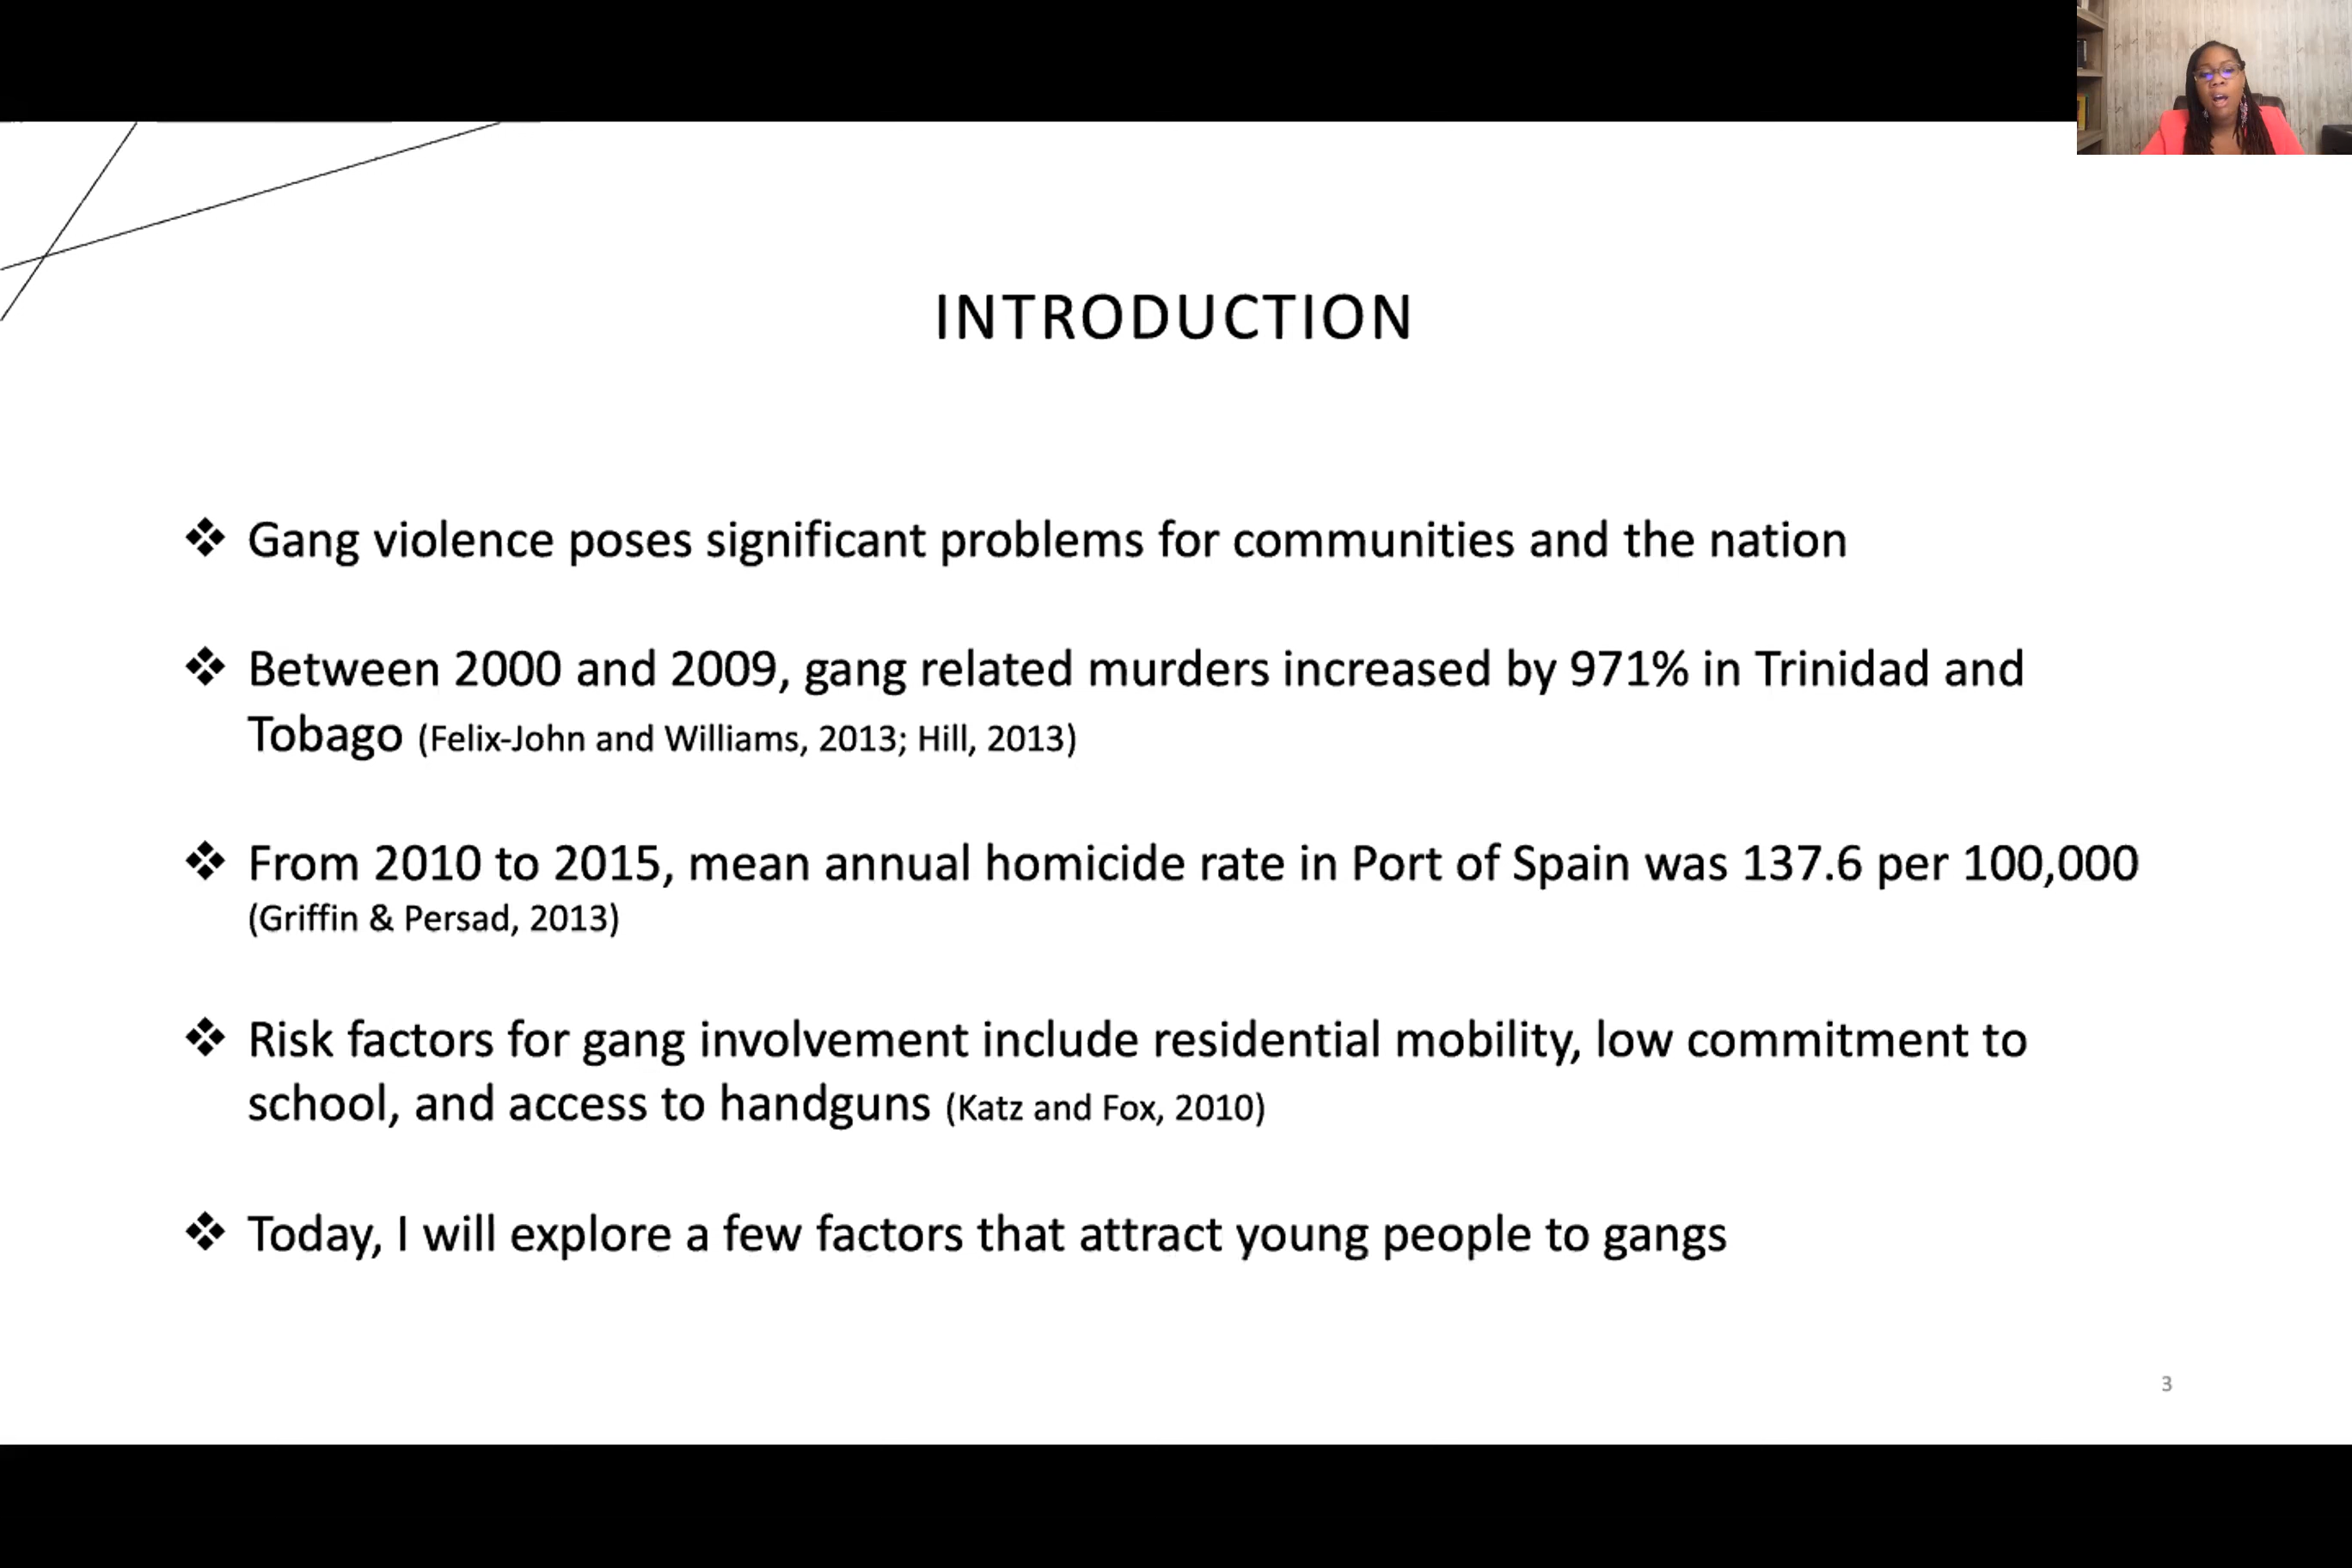 INTRODUCTION
❖ Gang violence poses significant problems for communities and the nation
❖ Between 2000 and 2009, gang related murders increased by 971% in Trinidad and
Tobago (Felix-John and Williams, 2013; Hill, 2013)
❖ From 2010 to 2015, mean annual homicide rate in Port of Spain was 137.6 per 100,000
(Griffin & Persad, 2013)
❖ Risk factors for gang involvement include residential mobility, low commitment to
school, and access to handguns (Katz and Fox, 2010)
❖ Today, I will explore a few factors that attract young people to gangs
3